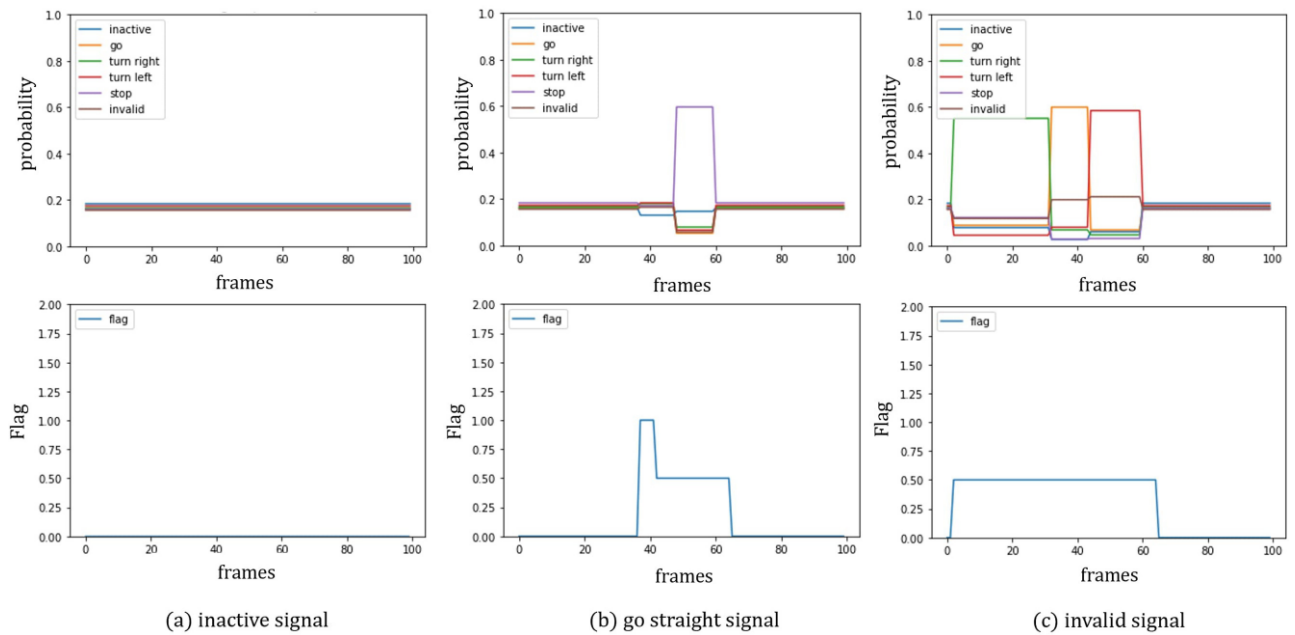 1.0
0.8
0.6
0.4
0.2
0.0
probability
inactive
go
turn right
turn left
stop
invalid
0 20 40 60 80 100
frames
1.0
0.8
0.6
0.4
0.2
0.0
probability
inactive
go
turn right
turn left
stop
invalid
0 20 40 60 80 100
frames
1.0
0.8
0.6
0.4
0.2
0.0
probability
inactive
go
turn right
turn left
stop
invalid
0 20 40 60 80 100
frames
2.00
1.75
1.50
1.25
1.00
0.75
0.50
0.25
0.00
Flag
flag
0 20 40 60 80 100
frames
2.00
1.75
1.50
1.25
1.00
0.75
0.50
0.25
0.00
Flag
flag
0 20 40 60 80 100
frames
2.00
1.75
1.50
1.25
1.00
0.75
0.50
0.25
0.00
Flag
flag
0 20 40 60 80 100
frames
(a) inactive signal
(b) go straight signal
(c) invalid signal